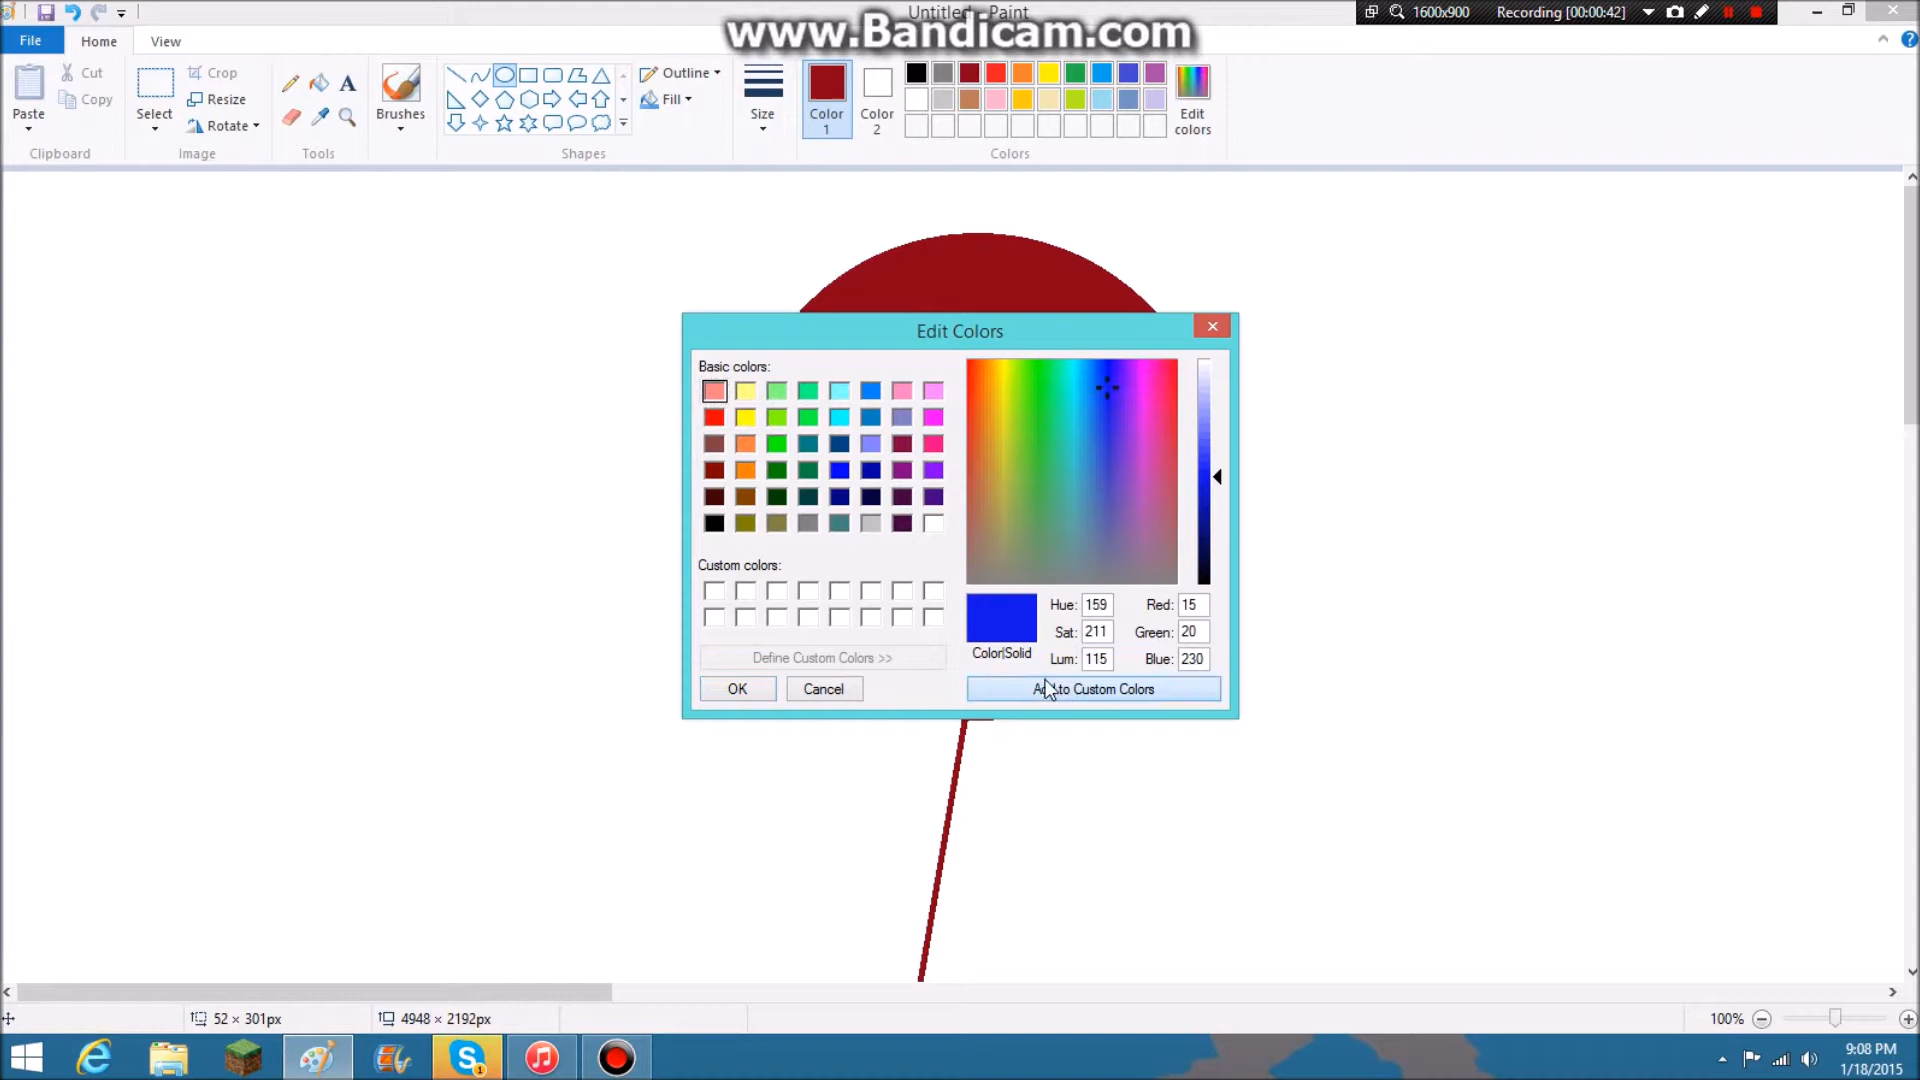 Untitled - Paint
www.Bandicam.com
1600x900
Recording [00:00:42]
File
Home
View
Paste
Cut
Copy
Clipboard
Select
Crop
Resize
Rotate
Image
A
Tools
Brushes
Outline
Fill
Shapes
Size
Color
1
Color
2
Edit
colors
Colors
Edit Colors
Basic colors:
Custom colors:
Define Custom Colors >>
OK
Cancel
Color|Solid
Hue: 159
Sat: 211
Lum: 115
Red: 15
Green: 20
Blue: 230
Add to Custom Colors
52 × 301px
4948 × 2192px
100%
9:08 PM
1/18/2015